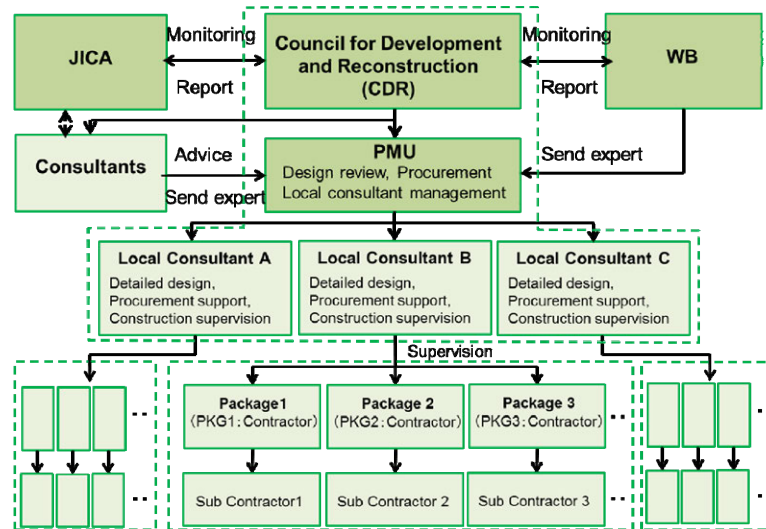 JICA
Monitoring
Report
Council for Development
and Reconstruction
(CDR)
Monitoring
Report
WB
Consultants
Advice
Send expert
PMU
Design review, Procurement
Local consultant management
Send expert
Local Consultant A
Detailed design,
Procurement support,
Construction supervision
Local Consultant B
Detailed design,
Procurement support,
Construction supervision
Local Consultant C
Detailed design,
Procurement support,
Construction supervision
Supervision
Package1
(PKG1: Contractor)
Package 2
(PKG2: Contractor)
Package 3
(PKG3: Contractor)
Sub Contractor1
Sub Contractor 2
Sub Contractor 3